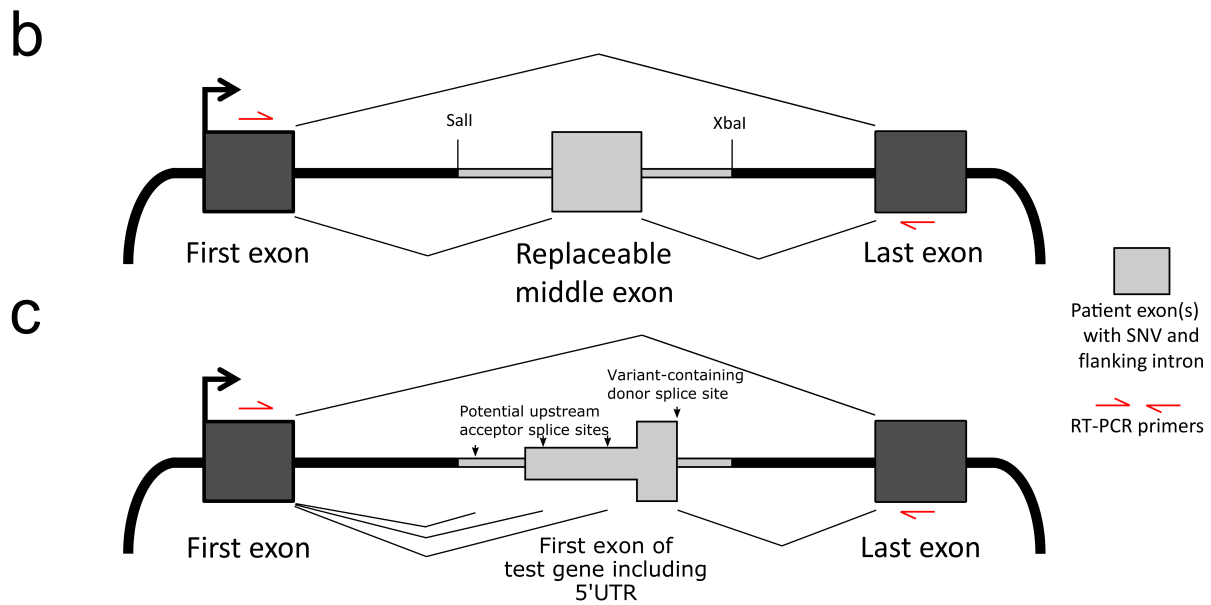 b
SalI
XbaI
First exon
Replaceable
middle exon
Last exon
Patient exon(s)
with SNV and
flanking intron
RT-PCR primers
c
Variant-containing
donor splice site
Potential upstream
acceptor splice sites
First exon
First exon of
test gene including
5'UTR
Last exon